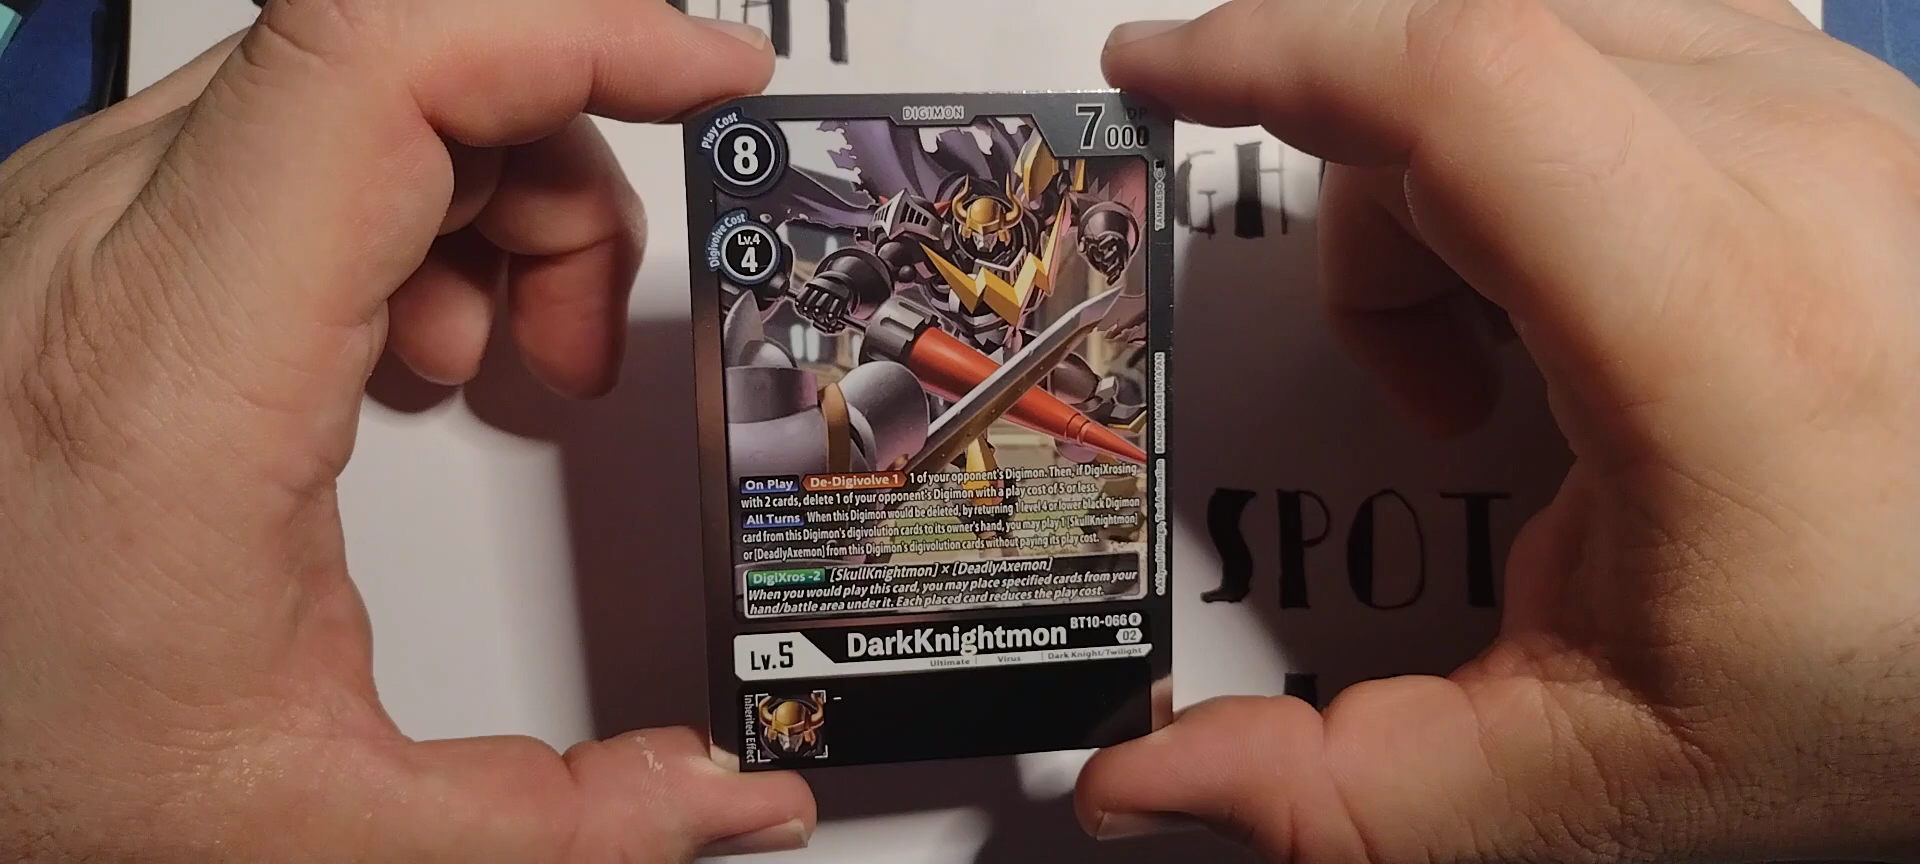 DIGIMON
Play Cost
8
7000
DP
Digivolve Cost
Lv.4
4
TANIMESO
BANDAI/MADE IN JAPAN
On Play De-Digivolve 1 1 of your opponent's Digimon. Then, if DigiXrosing
with 2 cards, delete 1 of your opponent's Digimon with a play cost of 5 or less.
All Turns When this Digimon would be deleted, by returning 1 level 4 or lower black Digimon
card from this Digimon's digivolution cards to its owner's hand, you may play 1 [SkullKnightmon]
or [DeadlyAxemon] from this Digimon's digivolution cards without paying its play cost.
DigiXros -2 [SkullKnightmon] × [DeadlyAxemon]
When you would play this card, you may place specified cards from your
hand/battle area under it. Each placed card reduces the play cost.
BT10-066 R
Lv.5 DarkKnightmon 02
Ultimate | Virus | Dark Knight/Twilight
Inherited Effect
-
SPOT